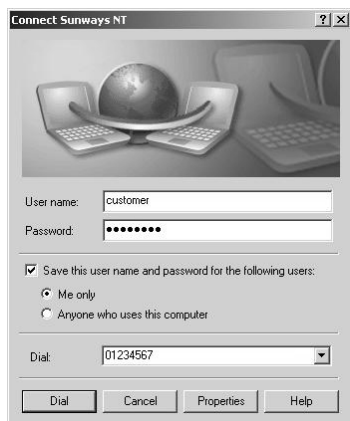 Connect Sunways NT
User name: customer
Password: ●●●●●●●●
Save this user name and password for the following users:
Me only
Anyone who uses this computer
Dial: 01234567
Dial Cancel Properties Help